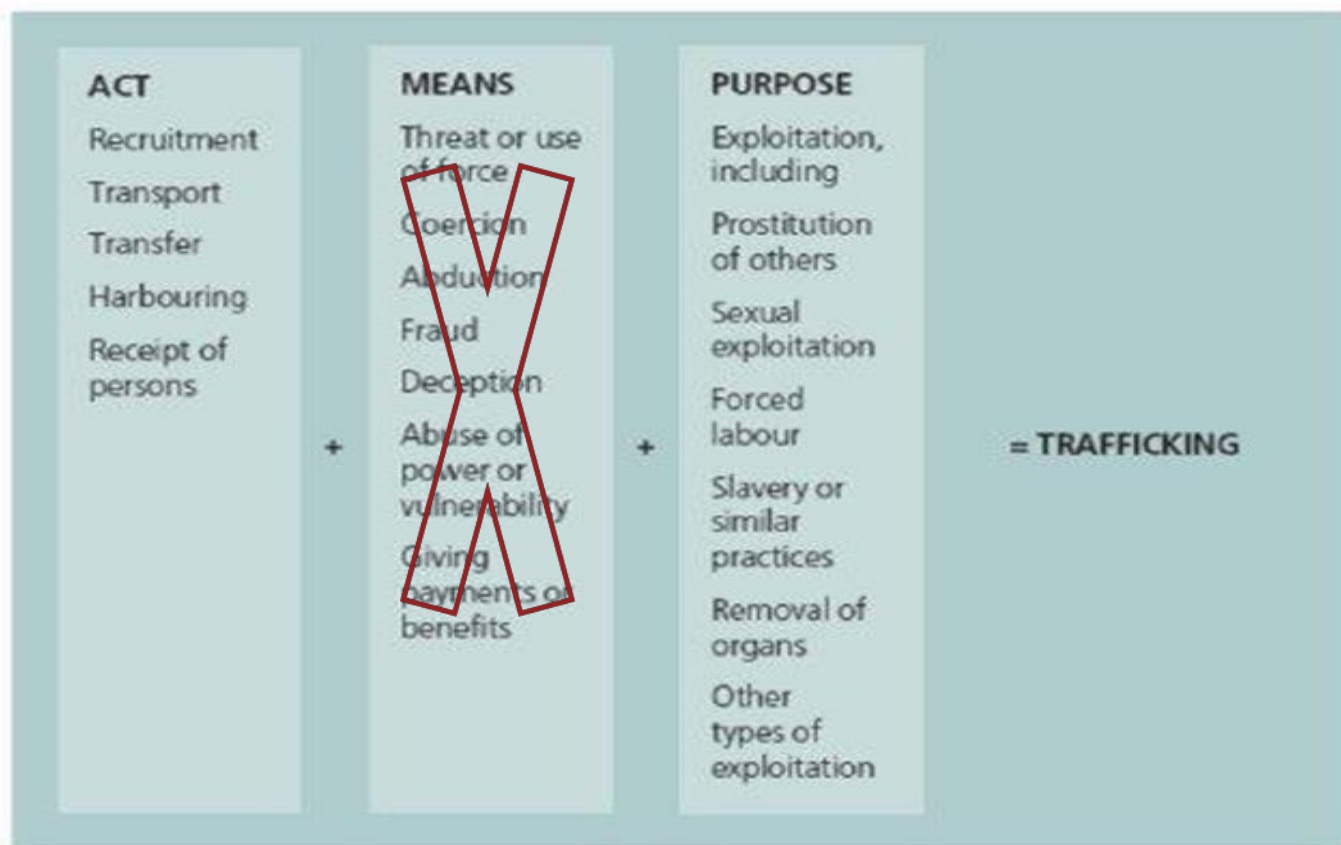 ACT
Recruitment
Transport
Transfer
Harbouring
Receipt of
persons
+
MEANS
Threat or use
of force
Coercion
Abduction
Fraud
Deception
Abuse of
power or
vulnerability
Giving
payments or
benefits
+
PURPOSE
Exploitation,
including
Prostitution
of others
Sexual
exploitation
Forced
labour
Slavery or
similar
practices
Removal of
organs
Other
types of
exploitation
= TRAFFICKING